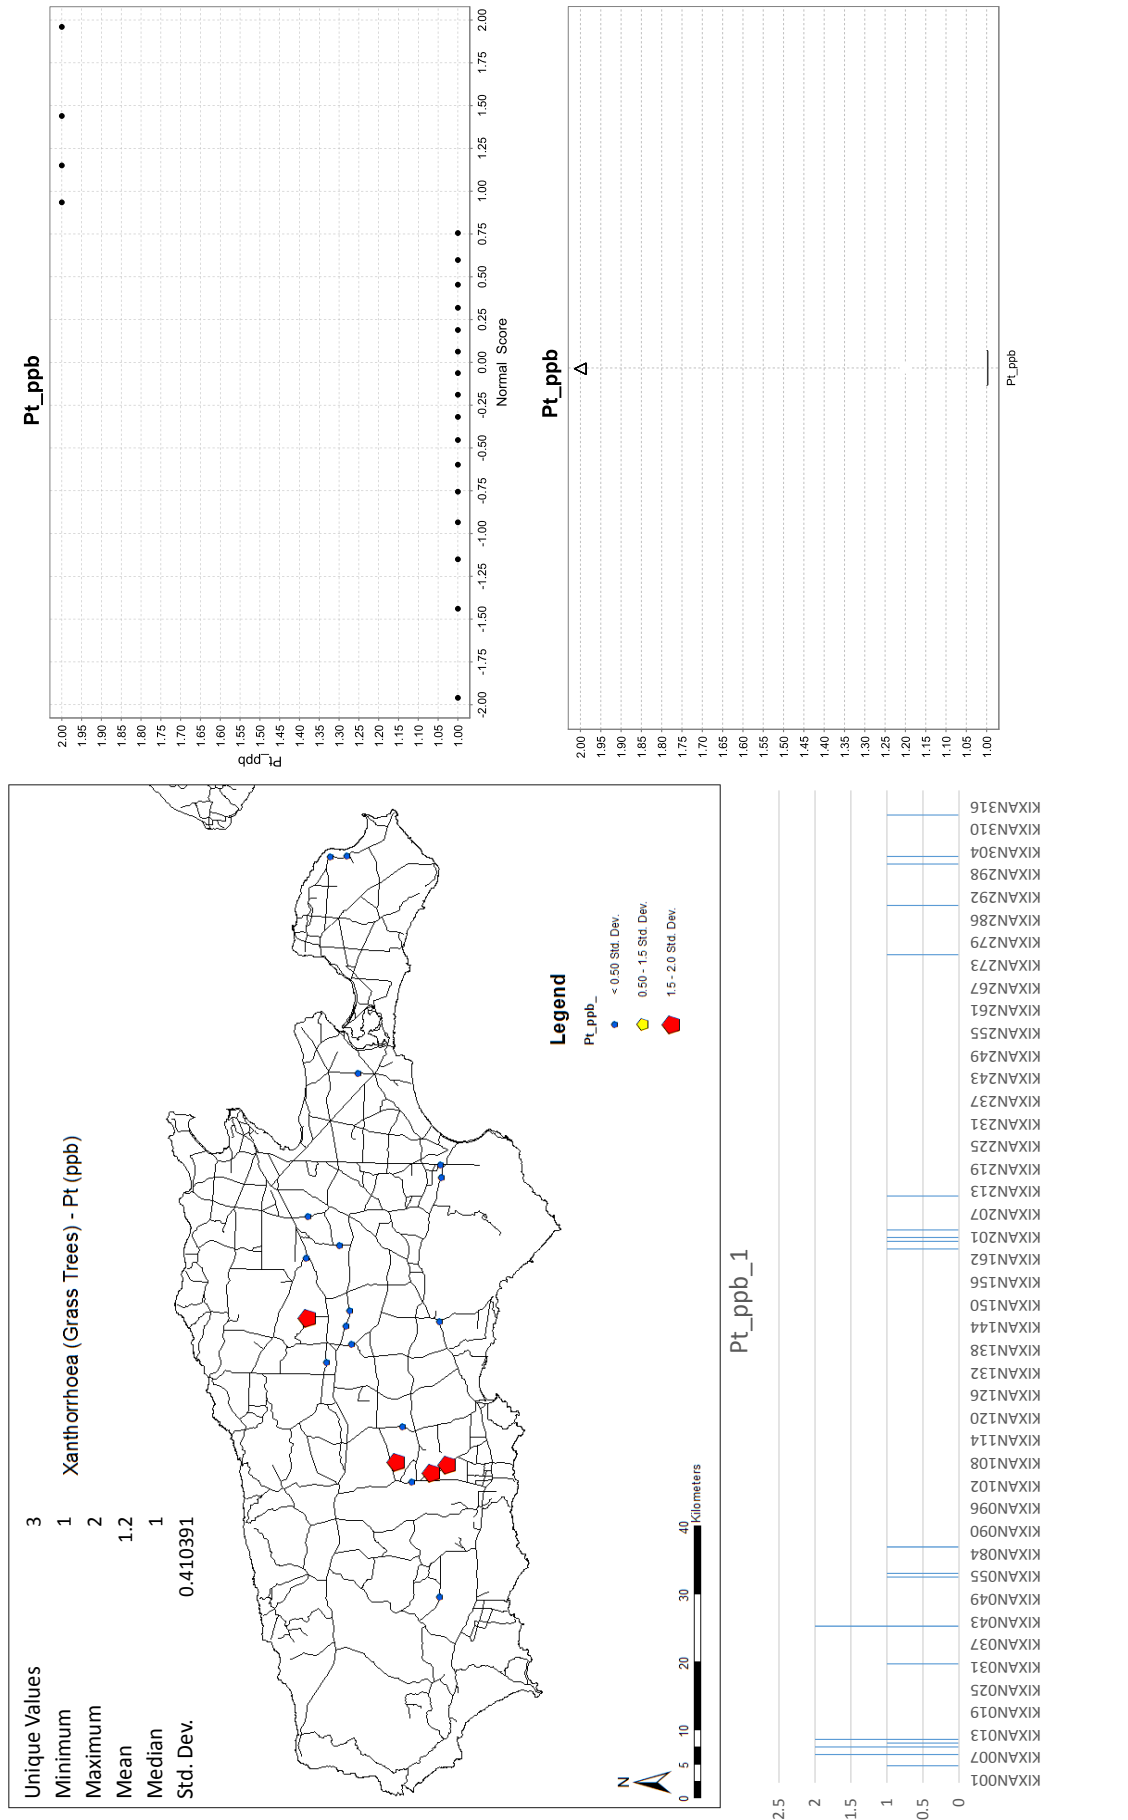 Unique Values 3
Minimum 1
Maximum 2
Mean 1.2
Median 1
Std. Dev. 0.410391
Xanthorrhoea (Grass Trees) - Pt (ppb)
Legend
Pt_ppb_
< 0.50 Std. Dev.
0.50 - 1.5 Std. Dev.
1.5 - 2.0 Std. Dev.
N
0 5 10 20 30 40
Kilometers
Pt_ppb
Pt_ppb
2.00
1.95
1.90
1.85
1.80
1.75
1.70
1.65
1.60
1.55
1.50
1.45
1.40
1.35
1.30
1.25
1.20
1.15
1.10
1.05
1.00
-2.00 -1.75 -1.50 -1.25 -1.00 -0.75 -0.50 -0.25 0.00 0.25 0.50 0.75 1.00 1.25 1.50 1.75 2.00
Normal Score
Pt_ppb_1
2.5
2
1.5
1
0.5
0
KIXAN001 KIXAN007 KIXAN013 KIXAN019 KIXAN025 KIXAN031 KIXAN037 KIXAN043 KIXAN049 KIXAN055 KIXAN084 KIXAN090 KIXAN096 KIXAN102 KIXAN108 KIXAN114 KIXAN120 KIXAN126 KIXAN132 KIXAN138 KIXAN144 KIXAN150 KIXAN156 KIXAN162 KIXAN201 KIXAN207 KIXAN213 KIXAN219 KIXAN225 KIXAN231 KIXAN237 KIXAN243 KIXAN249 KIXAN255 KIXAN261 KIXAN267 KIXAN273 KIXAN279 KIXAN286 KIXAN292 KIXAN298 KIXAN304 KIXAN310 KIXAN316
Pt_ppb
2.00
1.95
1.90
1.85
1.80
1.75
1.70
1.65
1.60
1.55
1.50
1.45
1.40
1.35
1.30
1.25
1.20
1.15
1.10
1.05
1.00
Pt_ppb